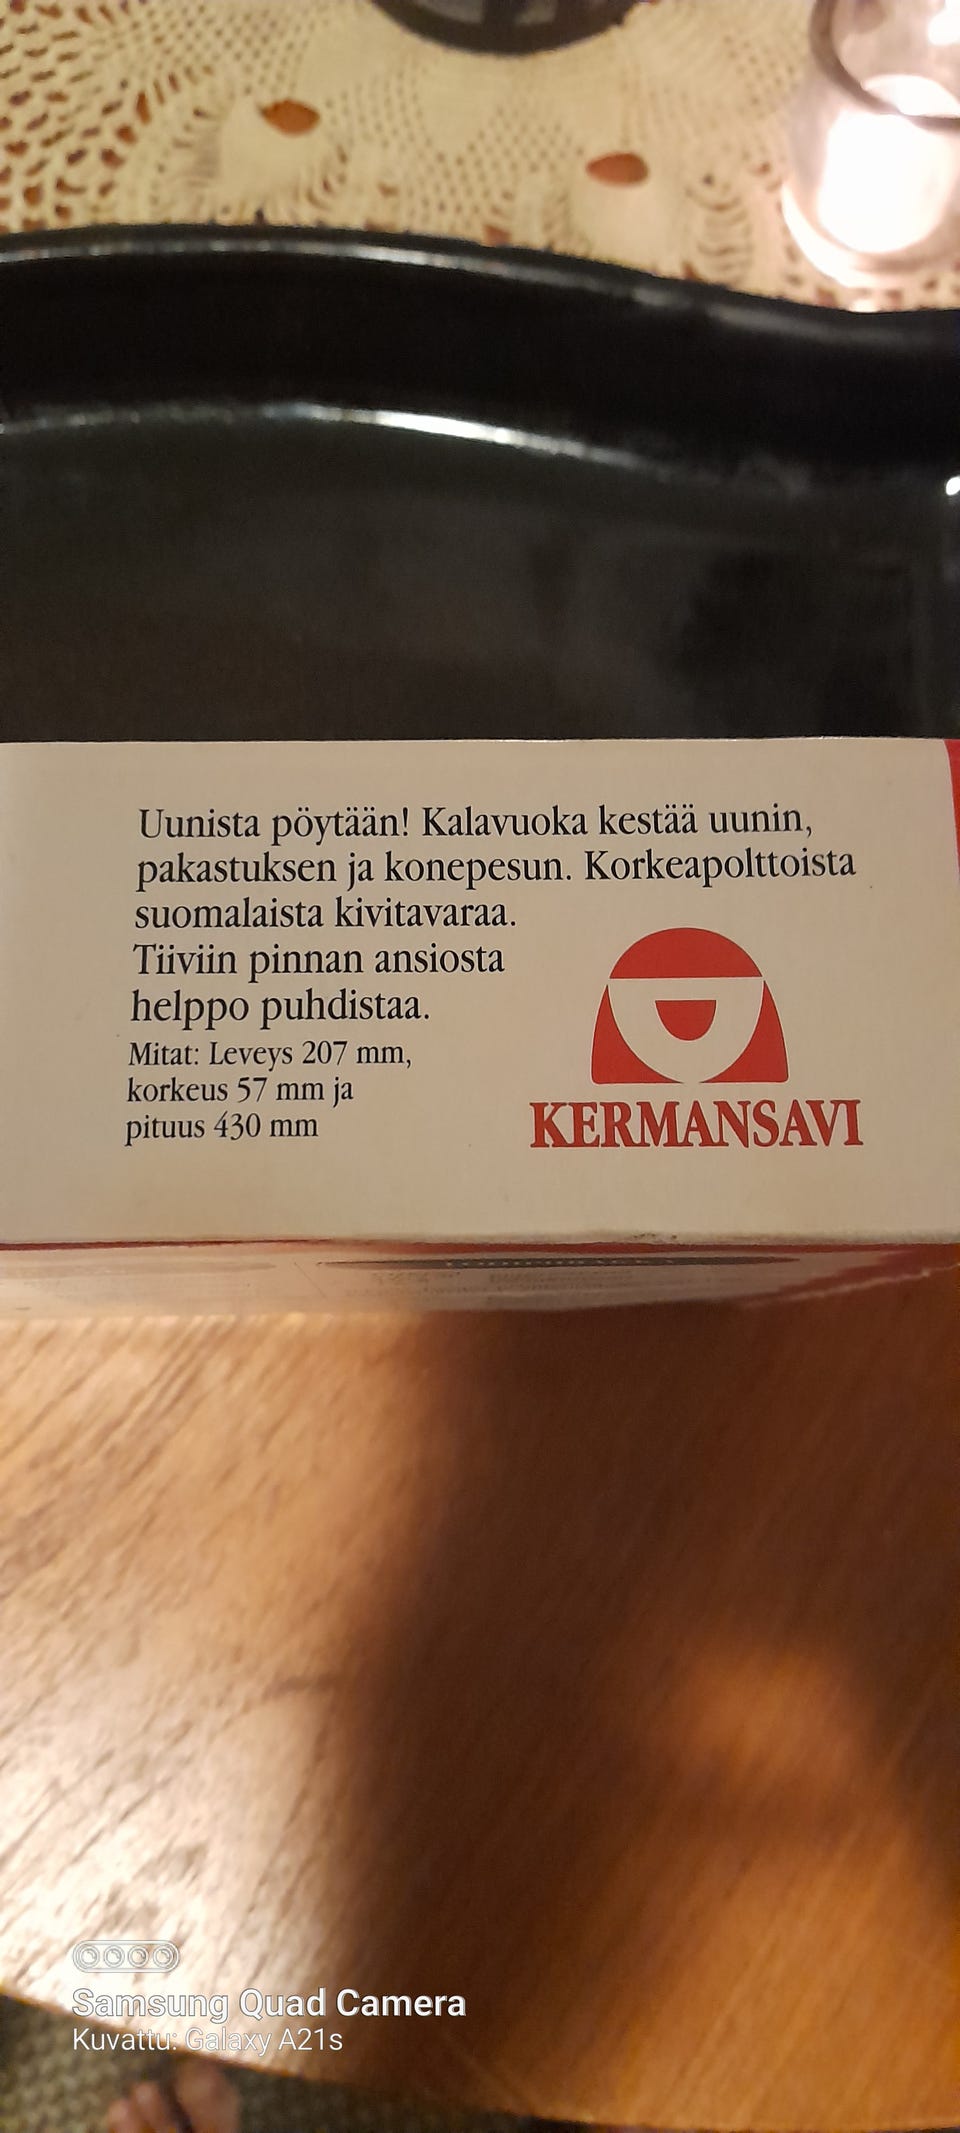 Uunista pöytään! Kalavuoka kestää uunin,
pakastuksen ja konepesun. Korkeapolttoista
suomalaista kivitavaraa.
Tiiviin pinnan ansiosta
helppo puhdistaa.
Mitat: Leveys 207 mm,
korkeus 57 mm ja
pituus 430 mm
KERMANSAVI
Samsung Quad Camera
Kuvattu: Galaxy A21s